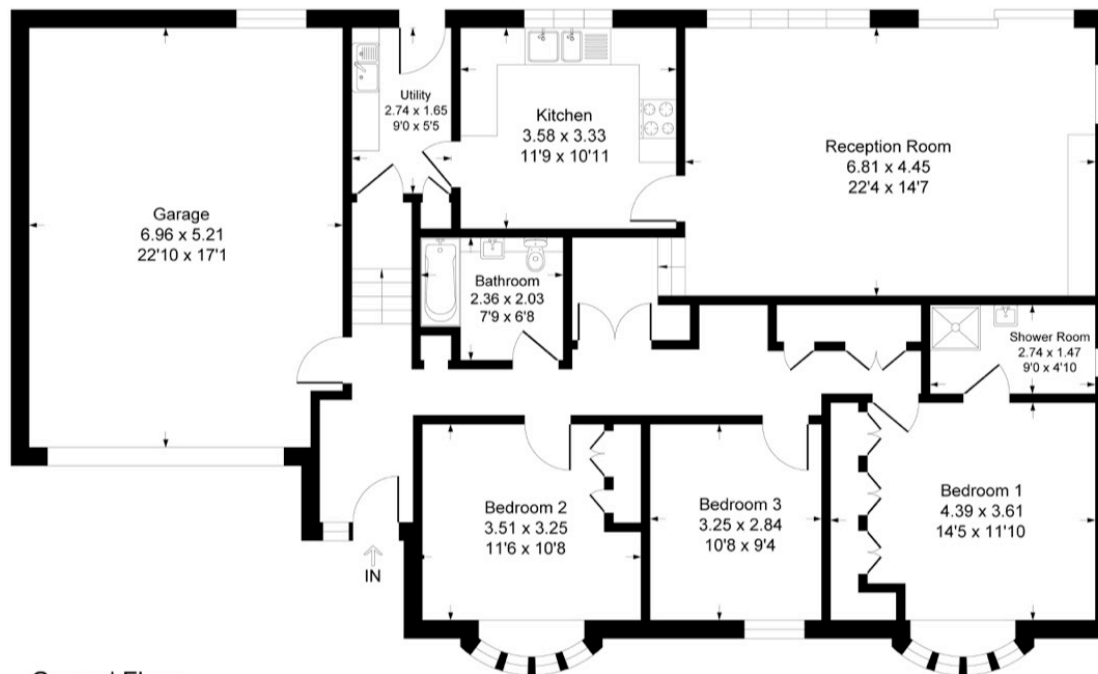 Utility
2.74 x 1.65
9'0 x 5'5
Kitchen
3.58 x 3.33
11'9 x 10'11
Reception Room
6.81 x 4.45
22'4 x 14'7
Garage
6.96 x 5.21
22'10 x 17'1
Bathroom
2.36 x 2.03
7'9 x 6'8
Shower Room
2.74 x 1.47
9'0 x 4'10
Bedroom 2
3.51 x 3.25
11'6 x 10'8
Bedroom 3
3.25 x 2.84
10'8 x 9'4
Bedroom 1
4.39 x 3.61
14'5 x 11'10
IN